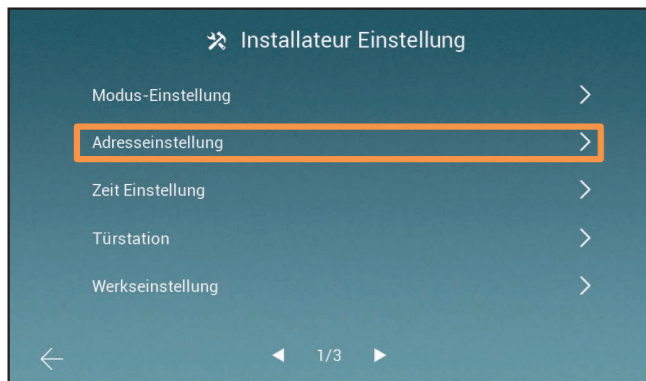 Installateur Einstellung
Modus-Einstellung
Adresseinstellung
Zeit Einstellung
Türstation
Werkseinstellung
1/3